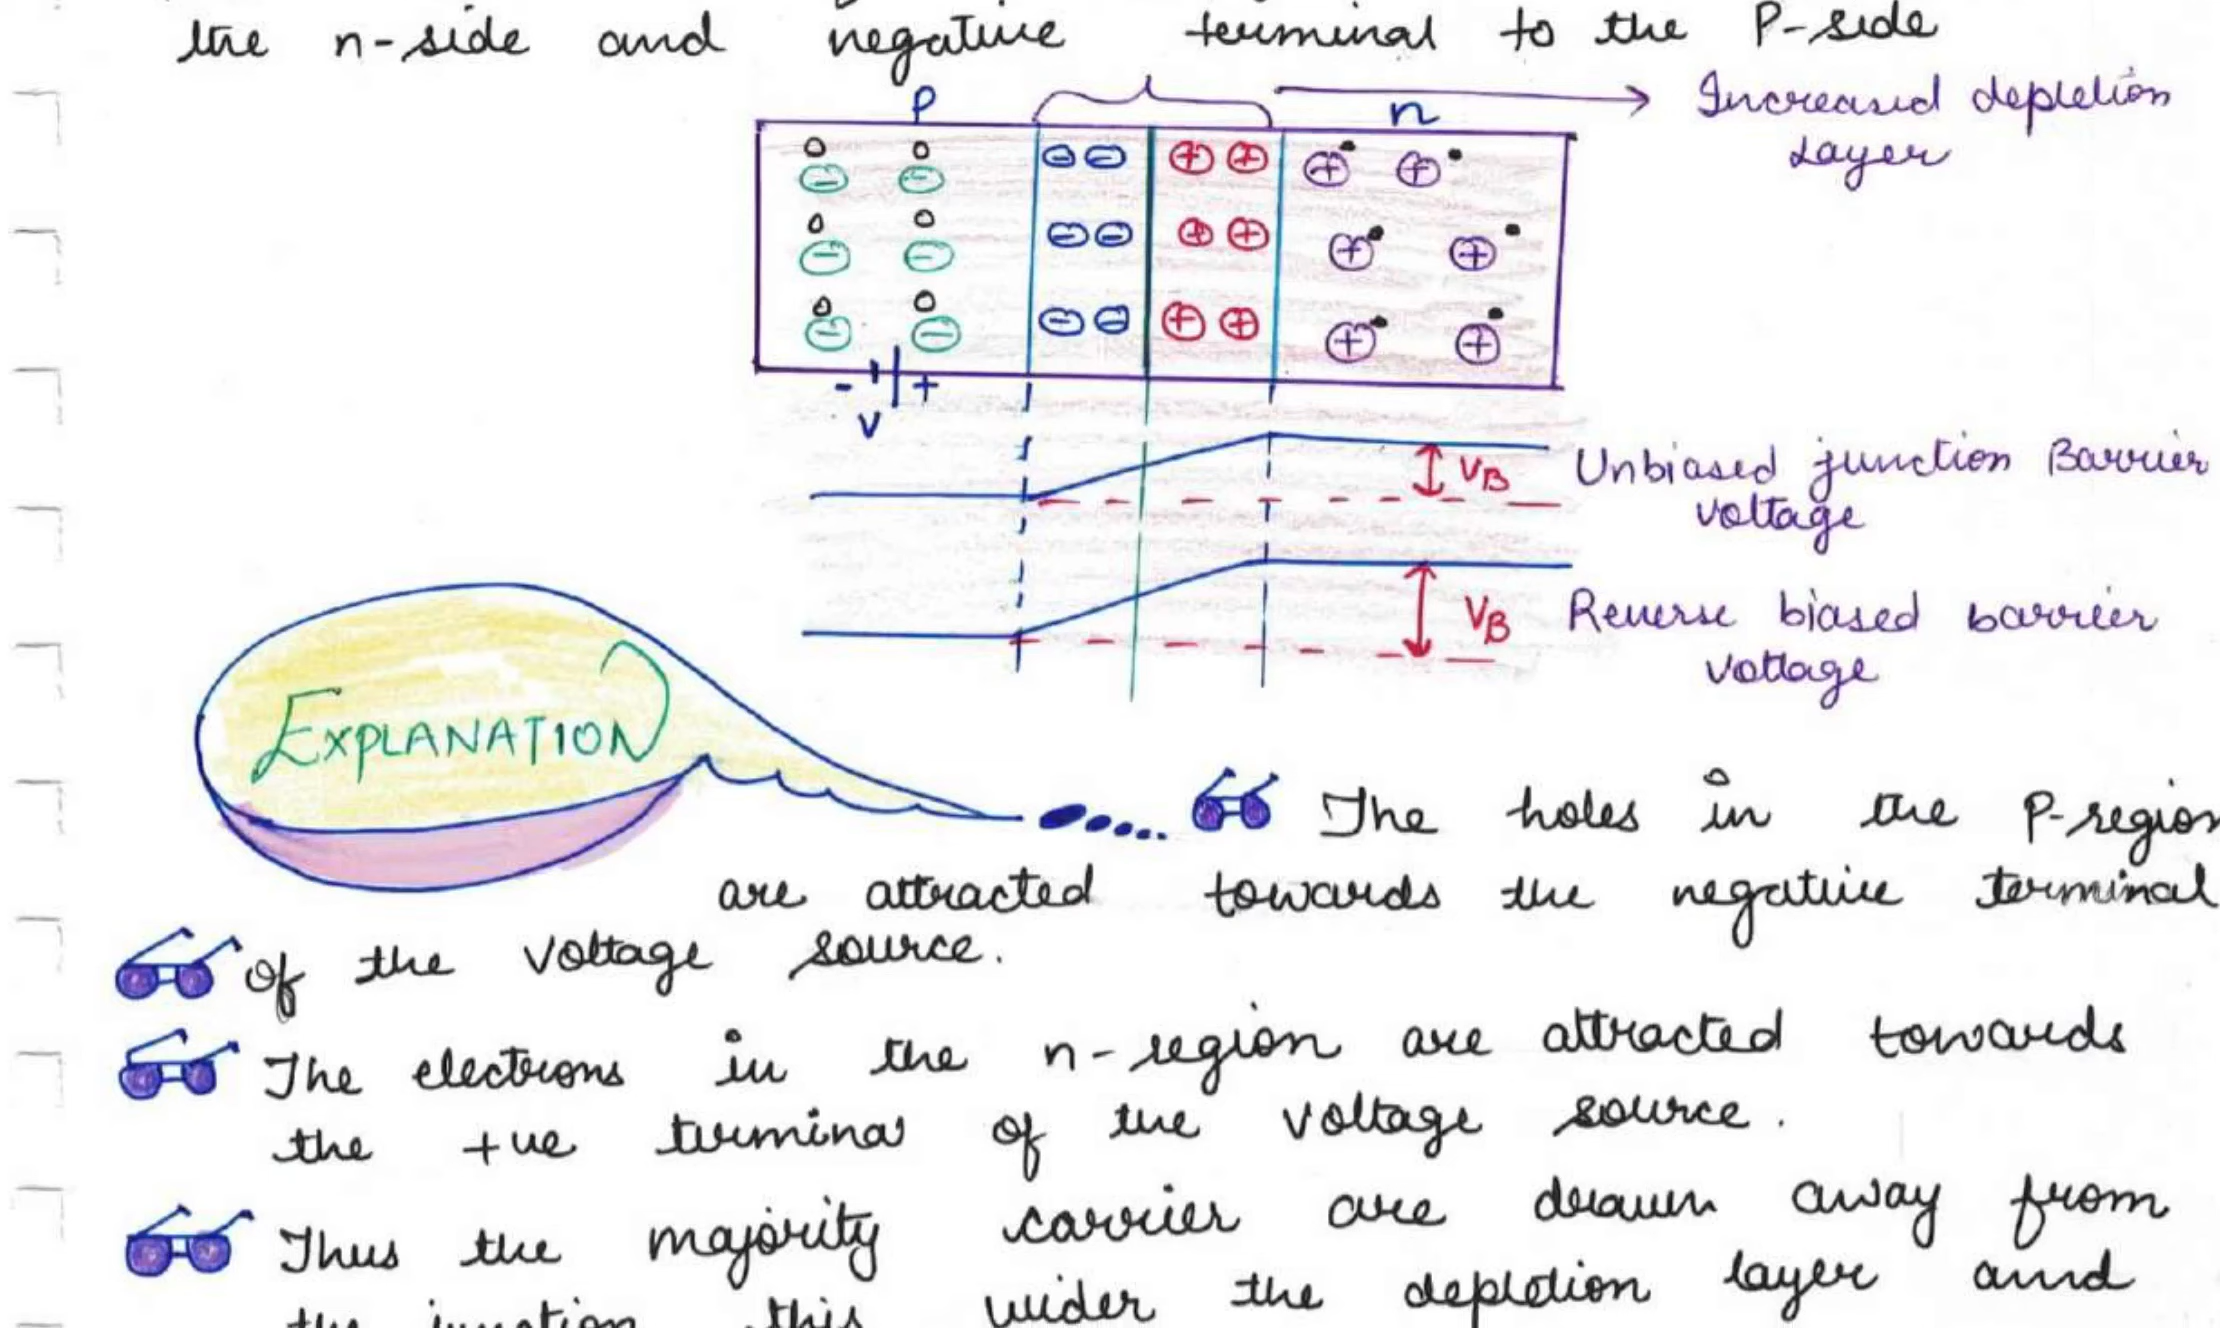 the n-side and negative terminal to the P-side
P n Increased depletion
Layer
- +
V
VB Unbiased junction Barrier
voltage
VB Reverse biased barrier
voltage
EXPLANATION
The holes in the P-region
are attracted towards the negative terminal
of the voltage source.
The electrons in the n-region are attracted towards
the +ve terminal of the voltage source.
Thus the majority carrier are drawn away from
the junction this wider the depletion layer and